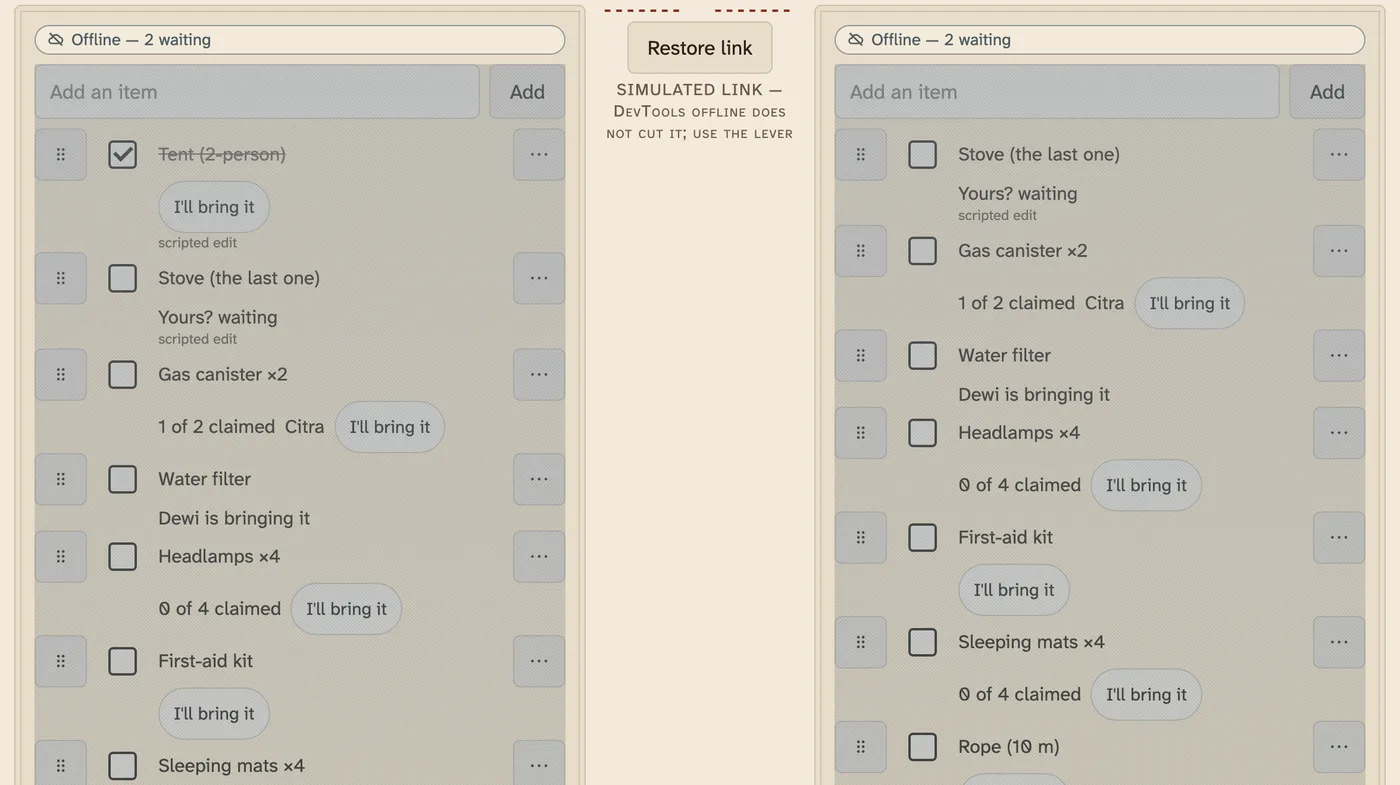 Offline — 2 waiting
Add an item
Add
Tent (2-person)
I'll bring it
scripted edit
Stove (the last one)
Yours? waiting
scripted edit
Gas canister ×2
1 of 2 claimed Citra I'll bring it
Water filter
Dewi is bringing it
Headlamps ×4
0 of 4 claimed I'll bring it
First-aid kit
I'll bring it
Sleeping mats ×4
Restore link
SIMULATED LINK —
DevTools offline does
not cut it; use the lever
Offline — 2 waiting
Add an item
Add
Stove (the last one)
Yours? waiting
scripted edit
Gas canister ×2
1 of 2 claimed Citra I'll bring it
Water filter
Dewi is bringing it
Headlamps ×4
0 of 4 claimed I'll bring it
First-aid kit
I'll bring it
Sleeping mats ×4
0 of 4 claimed I'll bring it
Rope (10 m)